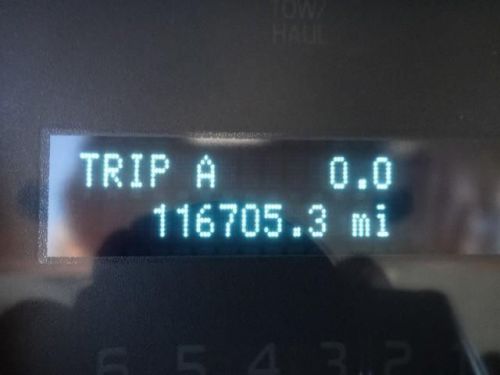 TOW/
HAUL
TRIP A 0.0
116705.3 mi
6 5 4 3 2